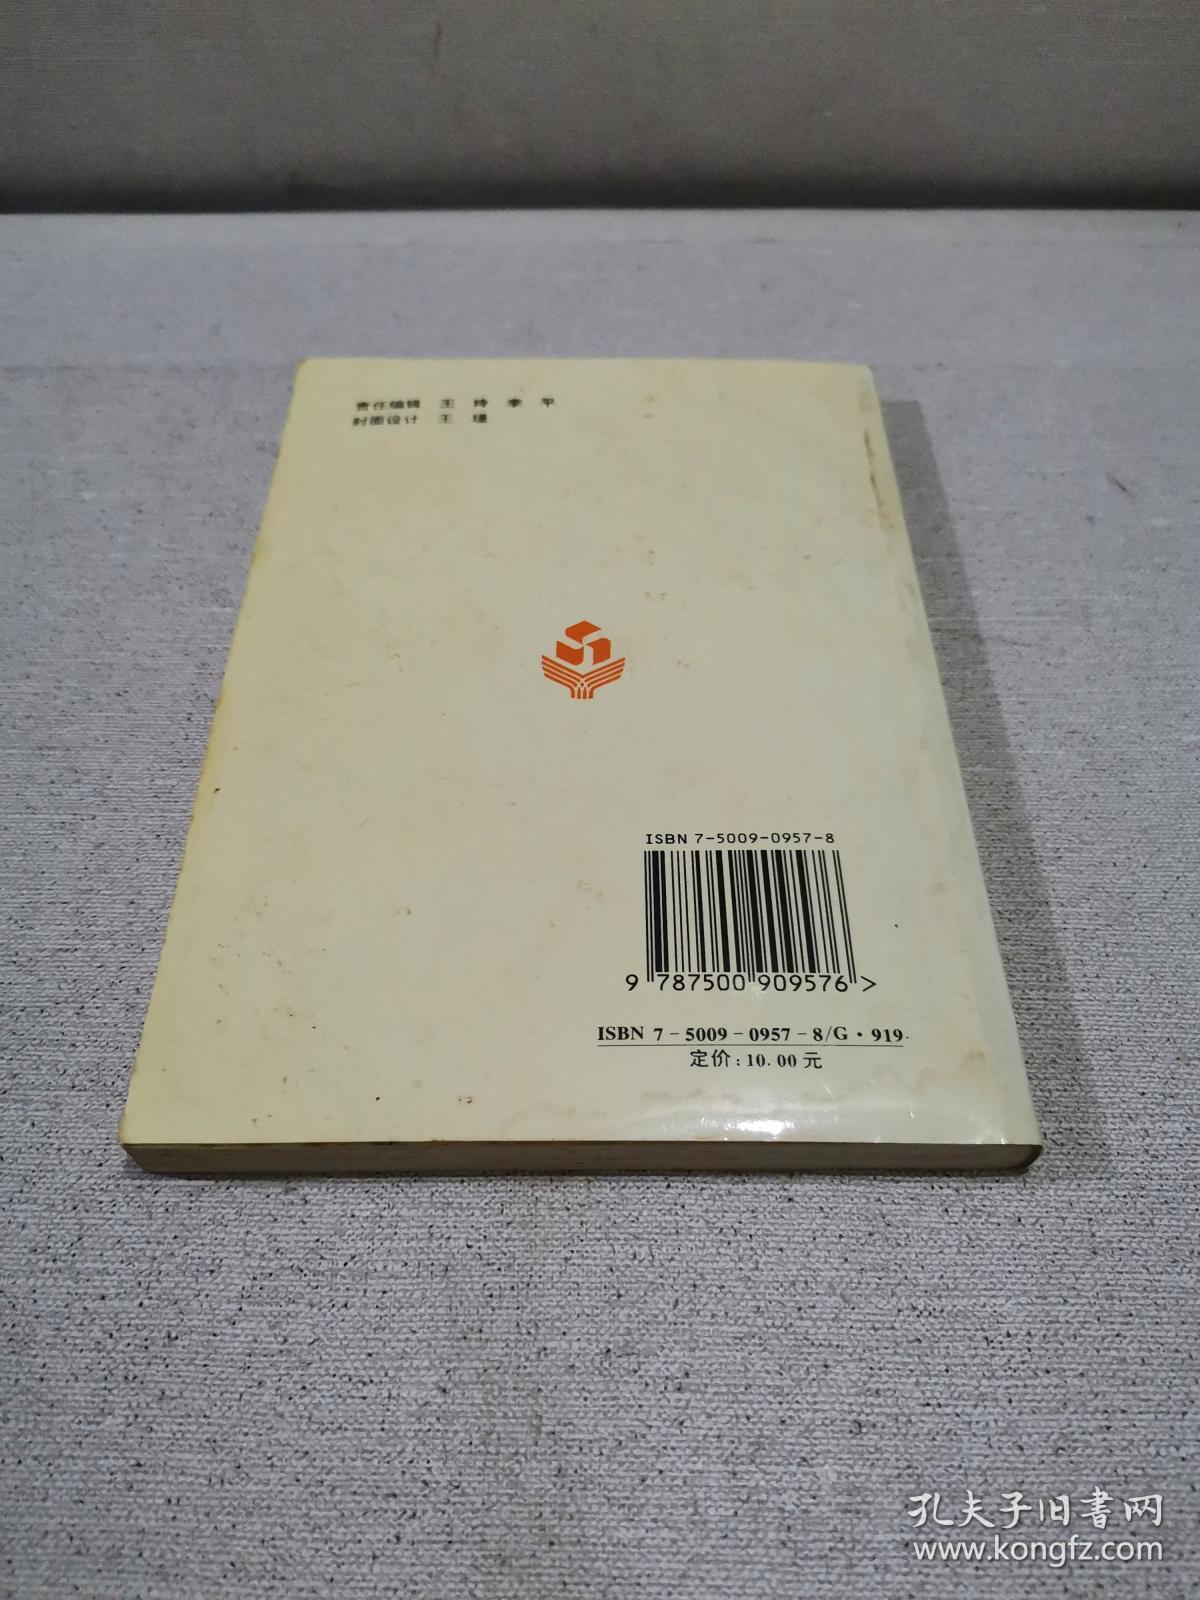 责任编辑 王 玲 李 平
封面设计 王 瑾
ISBN 7-5009-0957-8
9 787500 909576 >
ISBN 7－5009－0957－8/G·919
定价：10.00元
孔夫子旧書网
www.kongfz.com